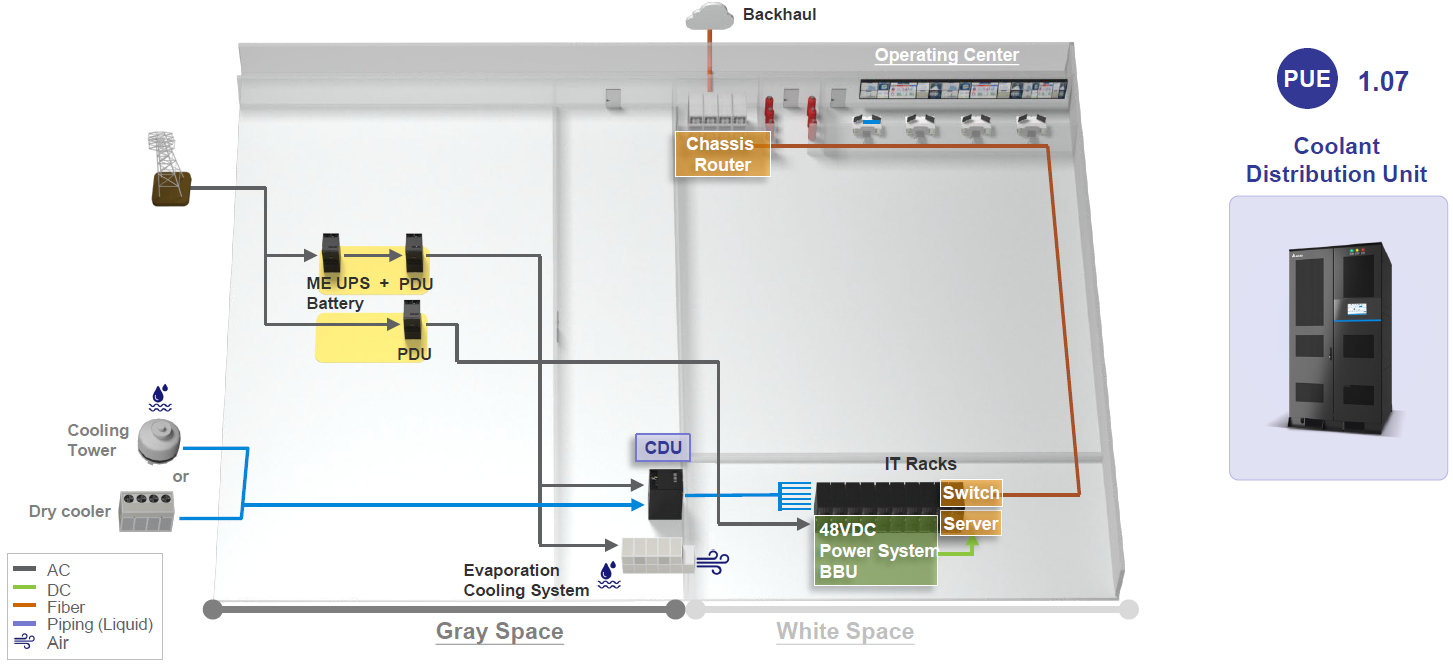 Backhaul
Operating Center
PUE 1.07
Chassis
Router
Coolant
Distribution Unit
ME UPS + PDU
Battery
PDU
Cooling
Tower
or
Dry cooler
CDU
IT Racks
Switch
Server
48VDC
Power System
BBU
Evaporation
Cooling System
AC
DC
Fiber
Piping (Liquid)
Air
Gray Space
White Space